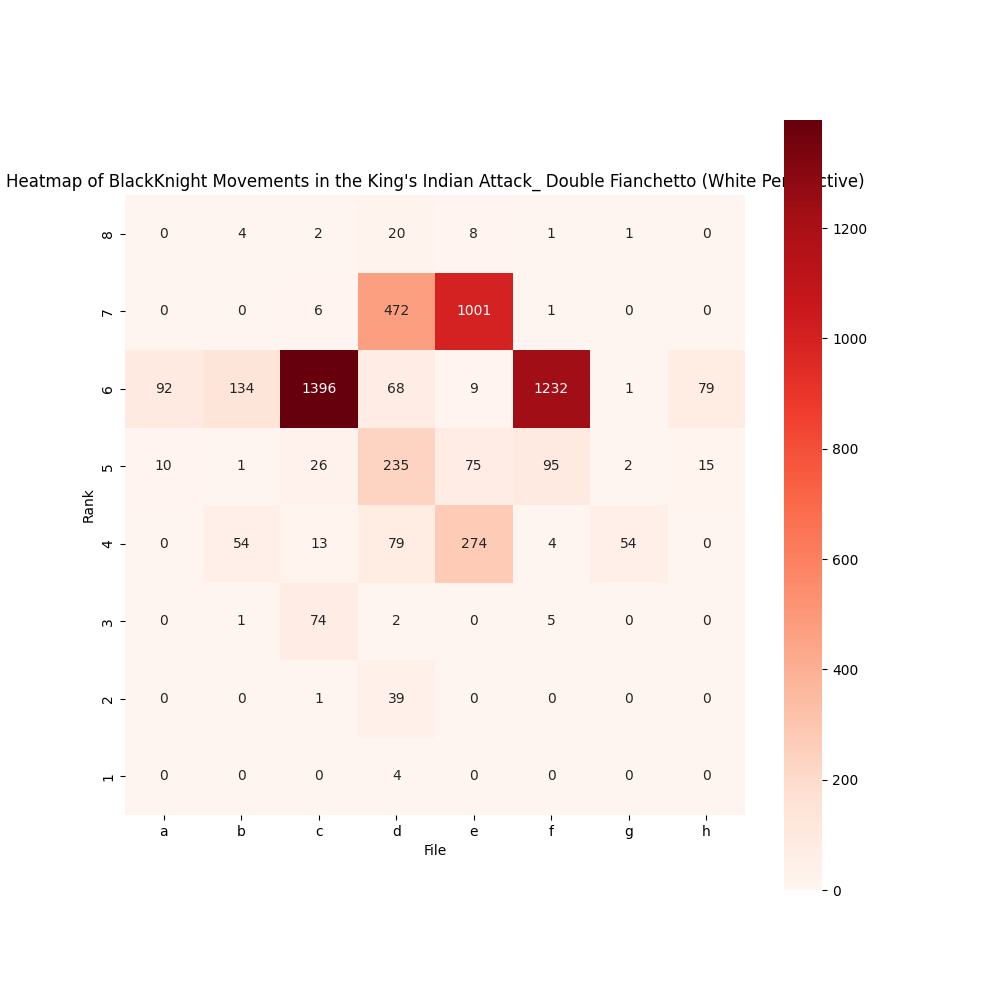 Heatmap of BlackKnight Movements in the King's Indian Attack_ Double Fianchetto (White Pe ctive)
8 0 4 2 20 8 1 1 0
7 0 0 6 472 1001 1 0 0
6 92 134 1396 68 9 1232 1 79
5 10 1 26 235 75 95 2 15
4 0 54 13 79 274 4 54 0
3 0 1 74 2 0 5 0 0
2 0 0 1 39 0 0 0 0
1 0 0 0 4 0 0 0 0
a b c d e f g h
File
Rank
1200
1000
800
600
400
200
0